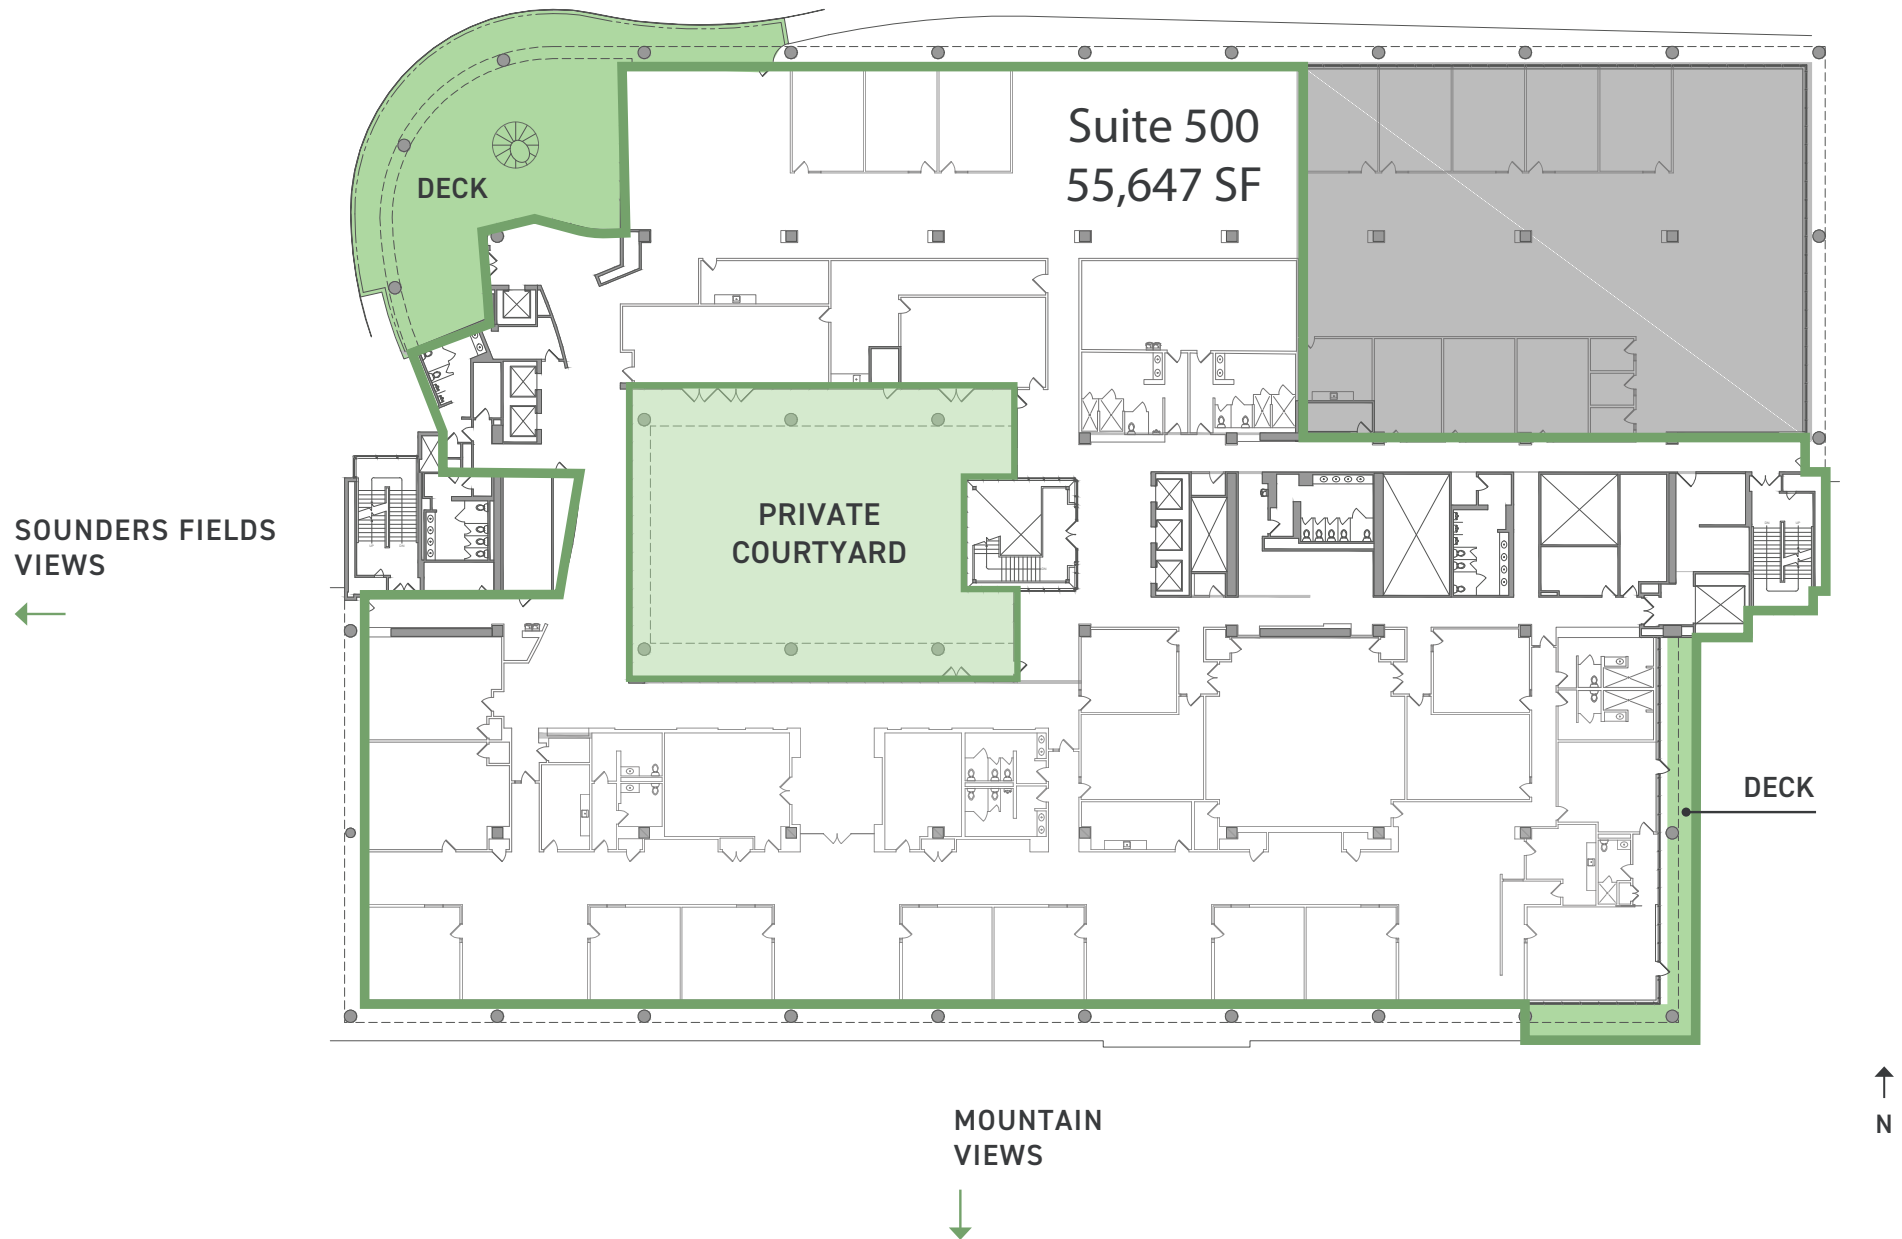 Suite 500
55,647 SF
DECK
PRIVATE
COURTYARD
SOUNDERS FIELDS
VIEWS
DECK
MOUNTAIN
VIEWS
N